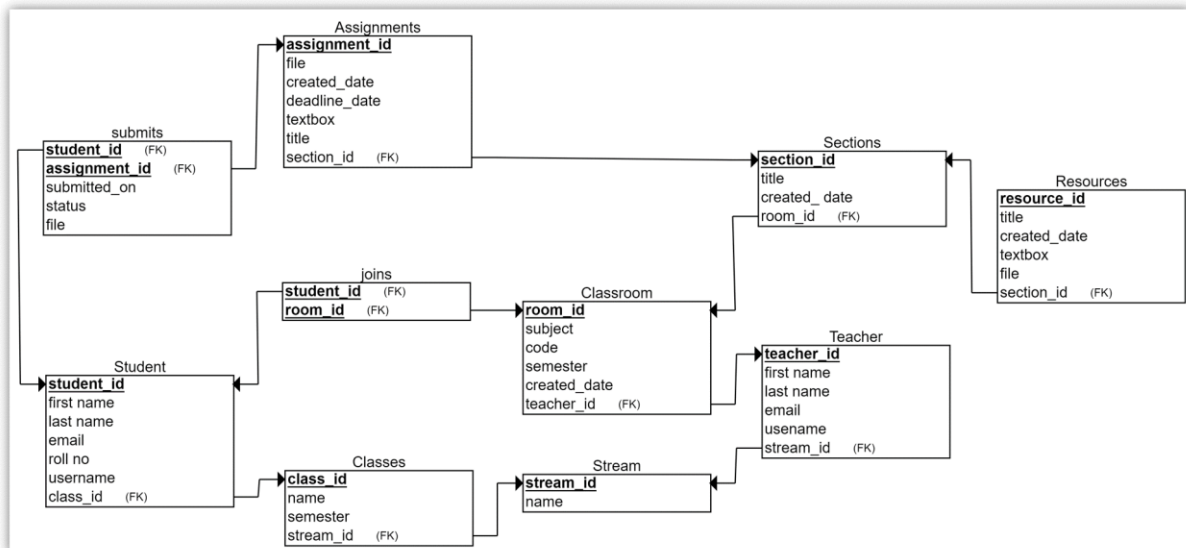 Assignments
assignment_id
file
created_date
deadline_date
textbox
title
section_id (FK)
submits
student_id (FK)
assignment_id (FK)
submitted_on
status
file
Sections
section_id
title
created_ date
room_id (FK)
Resources
resource_id
title
created_date
textbox
file
section_id (FK)
joins
student_id (FK)
room_id (FK)
Classroom
room_id
subject
code
semester
created_date
teacher_id (FK)
Teacher
teacher_id
first name
last name
email
usename
stream_id (FK)
Student
student_id
first name
last name
email
roll no
username
class_id (FK)
Classes
class_id
name
semester
stream_id (FK)
Stream
stream_id
name